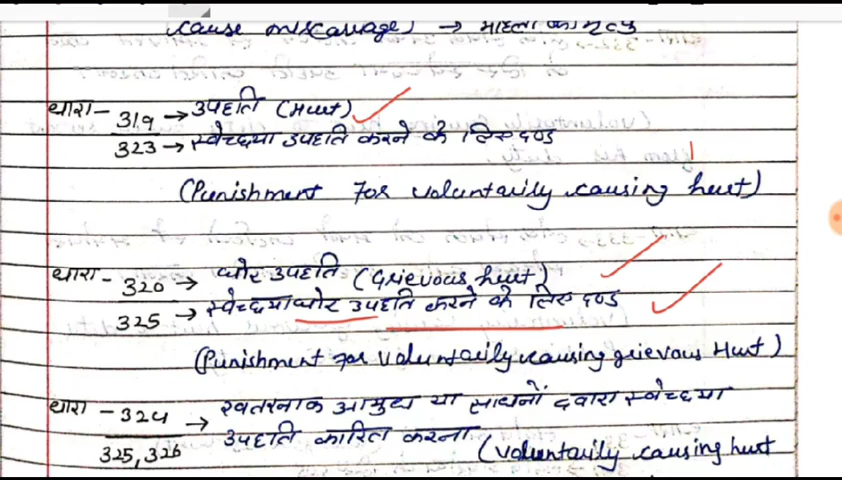 cause miscarriage) → महिला की मृत्यु
धारा - 319 → उपहति (Hurt)
323 → स्वेच्छया उपहति करने के लिए दण्ड
(Punishment for voluntarily causing hurt)
धारा - 320 → घोर उपहति (Grievous hurt)
325 → स्वेच्छया घोर उपहति करने के लिए दण्ड
(Punishment for voluntarily causing grievous Hurt)
धारा - 324 → खतरनाक आयुध या साधनों द्वारा स्वेच्छया
325, 326 उपहति कारित करना (voluntarily causing hurt